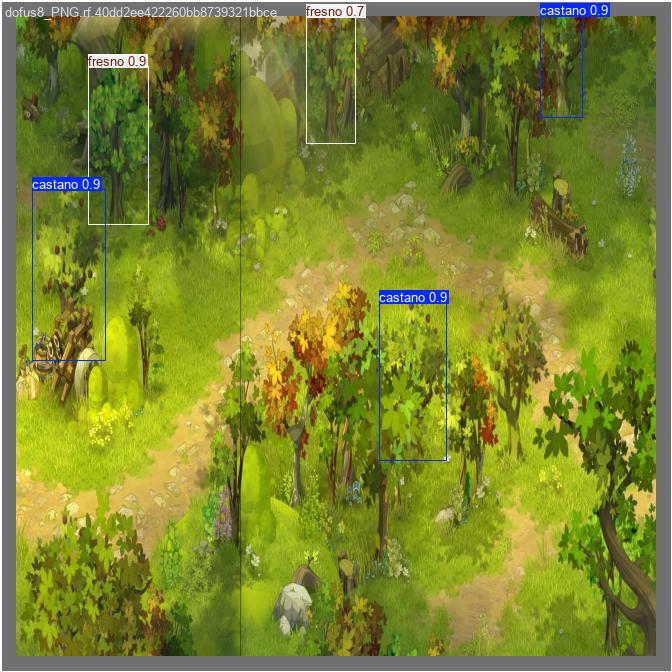 dofus8_PNG.rf.40dd2ee422260bb8739321bbce
fresno 0.7
castano 0.9
fresno 0.9
castano 0.9
castano 0.9